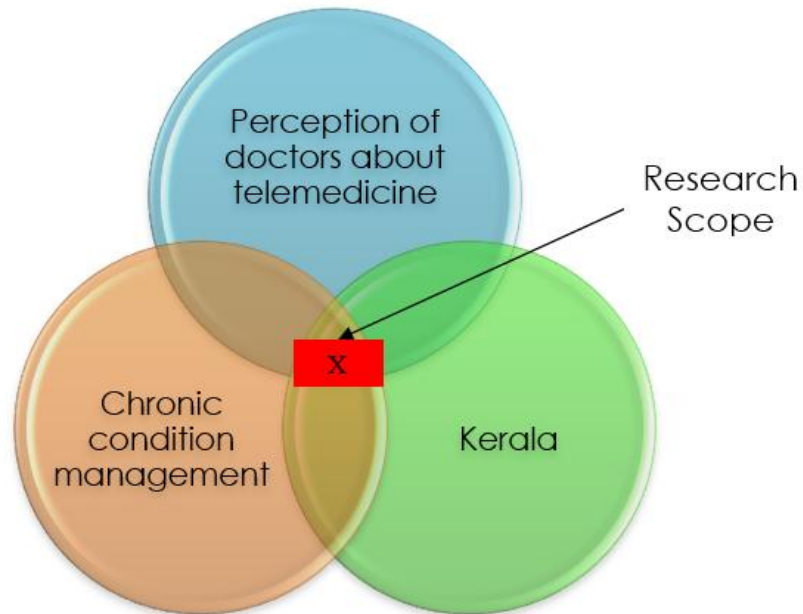 Perception of
doctors about
telemedicine
Research
Scope
x
Chronic
condition
management
Kerala